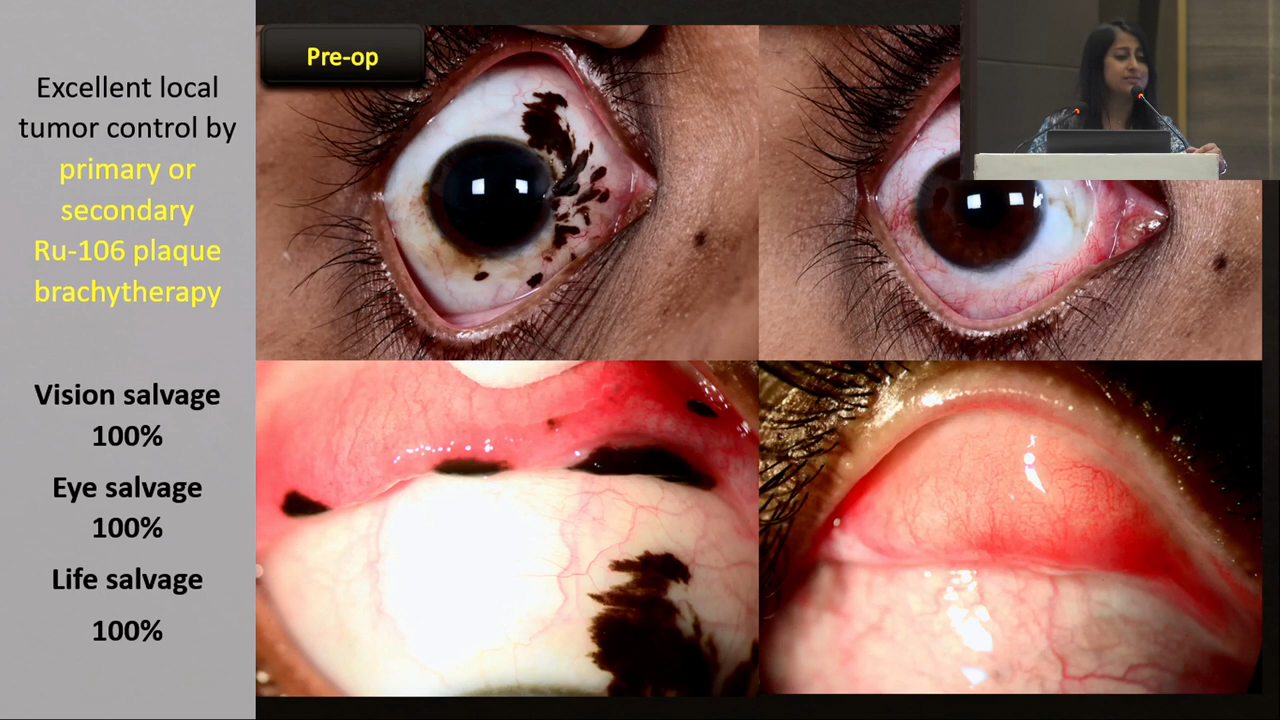 Pre-op
Excellent local
tumor control by
primary or
secondary
Ru-106 plaque
brachytherapy
Vision salvage
100%
Eye salvage
100%
Life salvage
100%